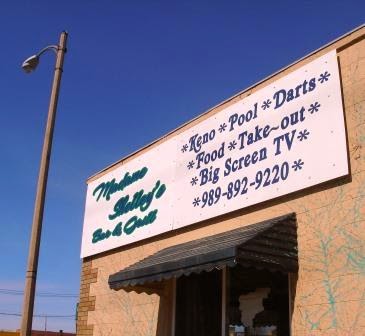 Madame
Shelley's
Bar & Grill
*Keno*Pool*Darts*
*Food*Take~out*
*Big Screen TV*
*989-892-9220*